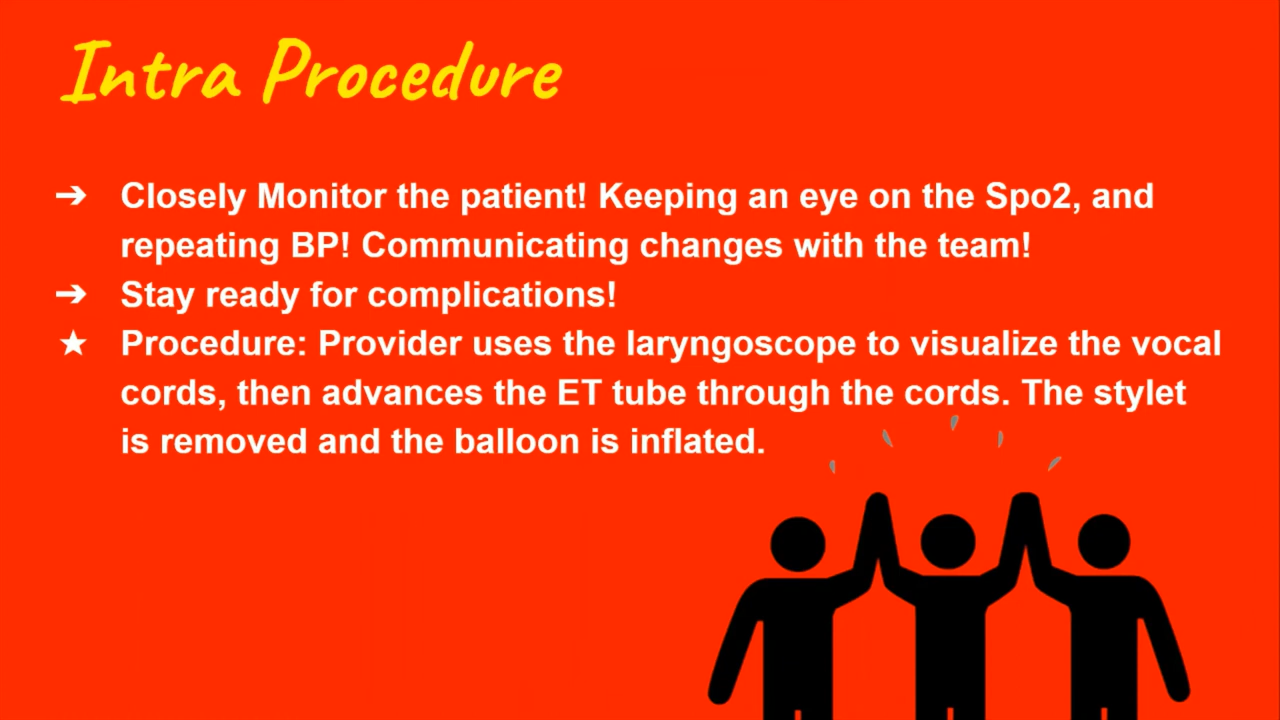 Intra Procedure
➔ Closely Monitor the patient! Keeping an eye on the Spo2, and
repeating BP! Communicating changes with the team!
➔ Stay ready for complications!
★ Procedure: Provider uses the laryngoscope to visualize the vocal
cords, then advances the ET tube through the cords. The stylet
is removed and the balloon is inflated.